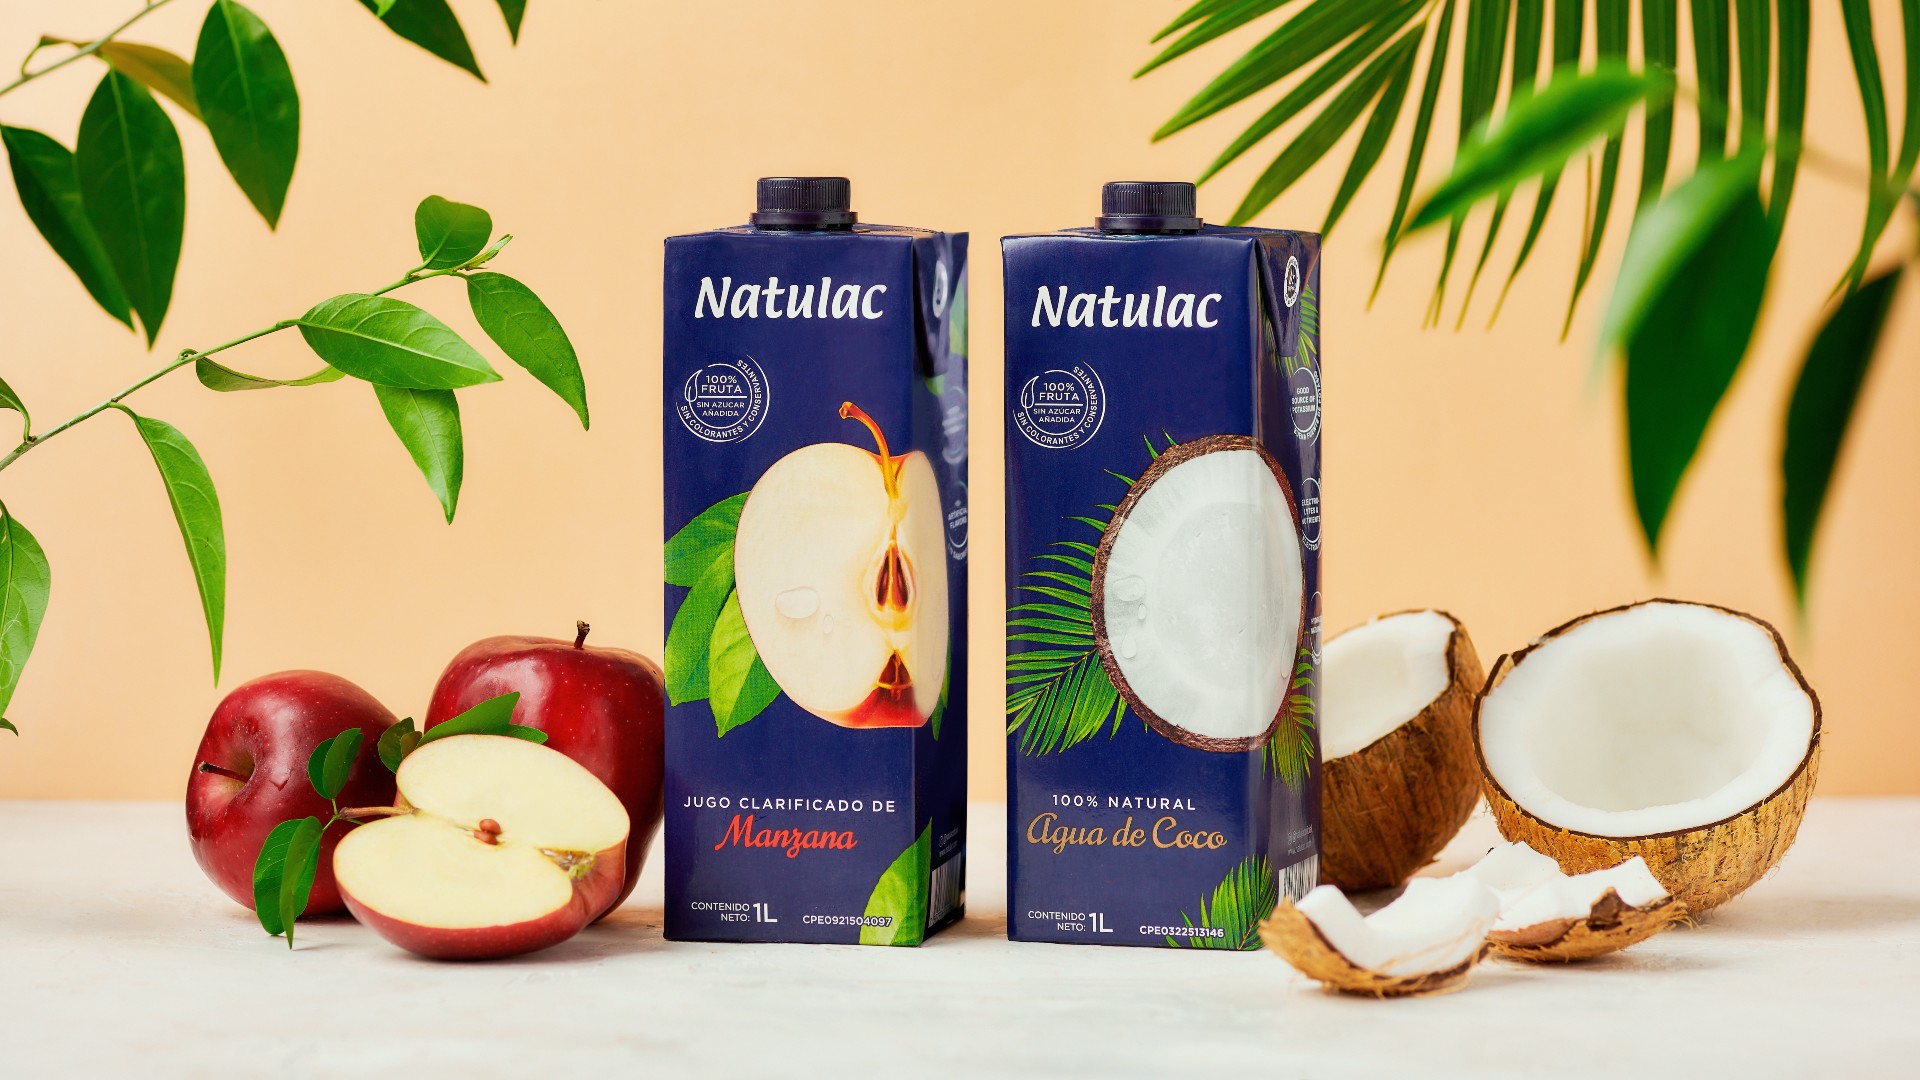 Natulac
100%
FRUTA
SIN AZÚCAR
AÑADIDA
SIN COLORANTES Y CONSERVANTES
JUGO CLARIFICADO DE
Manzana
CONTENIDO
NETO: 1L
CPE0921504097
Natulac
100%
FRUTA
SIN AZÚCAR
AÑADIDA
SIN COLORANTES Y CONSERVANTES
100% NATURAL
Agua de Coco
CONTENIDO
NETO: 1L
CPE0322513146
GOOD
SOURCE OF
POTASSIUM